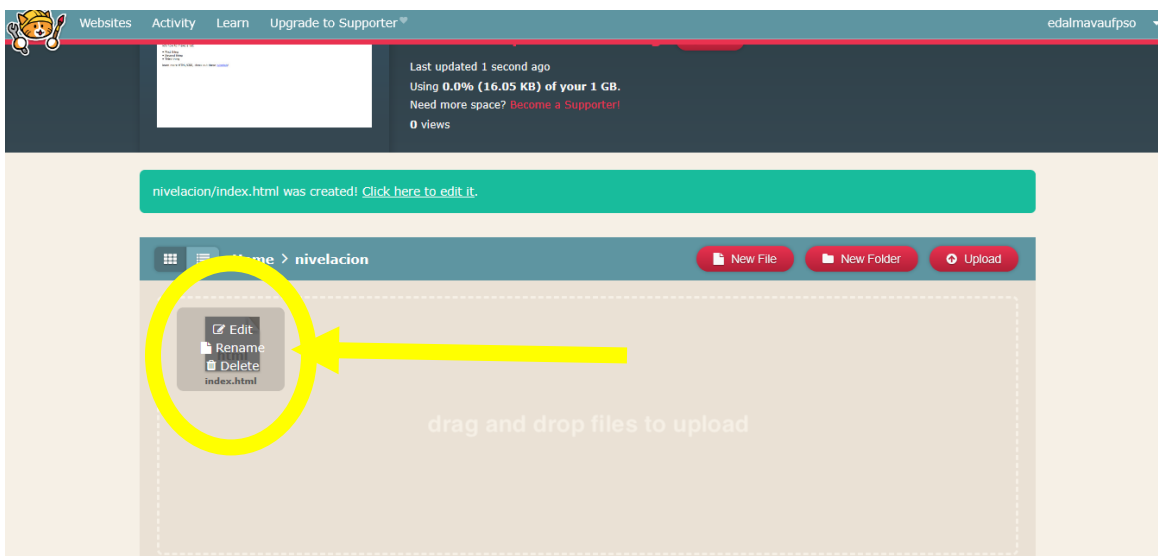 Websites Activity Learn Upgrade to Supporter edalmavaufpso
Last updated 1 second ago
Using 0.0% (16.05 KB) of your 1 GB.
Need more space? Become a Supporter!
0 views
nivelacion/index.html was created! Click here to edit it.
> nivelacion New File New Folder Upload
Edit
Rename
html
Delete
index.html
drag and drop files to upload